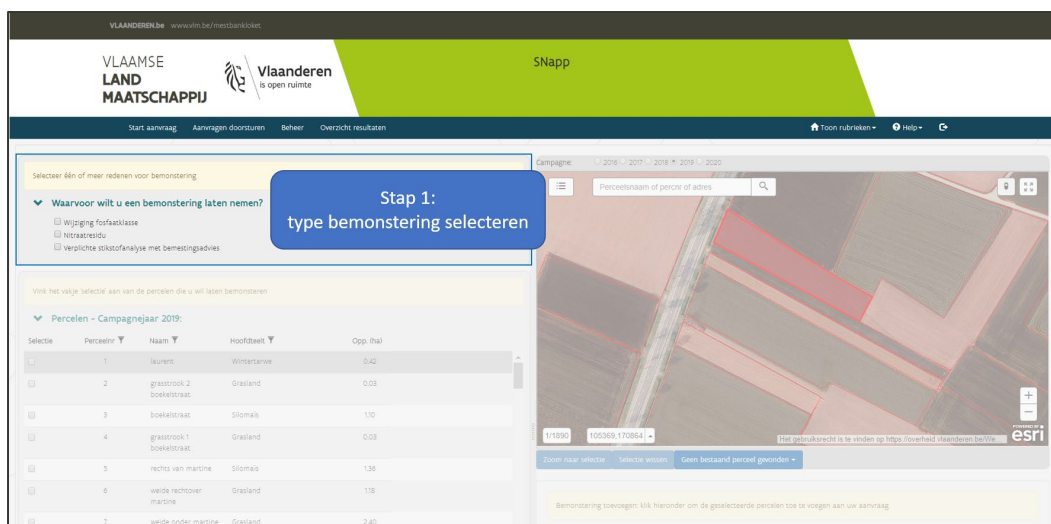 VLAANDEREN.be www.vlm.be/mestbankloket
VLAAMSE
LAND
MAATSCHAPPIJ
Vlaanderen
is open ruimte
SNapp
Start aanvraag Aanvragen doorsturen Beheer Overzicht resultaten Toon rubrieken Help
Selecteer één of meer redenen voor bemonstering
Waarvoor wilt u een bemonstering laten nemen?
Wijziging fosfaatklasse
Nitraatresidu
Verplichte stikstofanalyse met bemestingsadvies
Stap 1:
type bemonstering selecteren
Campagne: 2016 2017 2018 2019 2020
Perceelsnaam of percnr of adres
Vink het vakje 'selectie' aan van de percelen die u wil laten bemonsteren
Percelen - Campagnejaar 2019:
Selectie Perceelnr Naam Hoofdteelt Opp. (ha)
1 laurent Wintertarwe 0.42
2 grasstrook 2 Grasland 0.03
boekelstraat
3 boekelstraat Silomaïs 1.10
4 grasstrook 1 Grasland 0.03
boekelstraat
5 rechts van martine Silomaïs 1.36
6 weide rechtover Grasland 1.18
martine
7 weide onder martine Grasland 2.40
1/1890 105369,170864
Het gebruiksrecht is te vinden op https://overheid.vlaanderen.be/We...
POWERED BY
esri
Zoom naar selectie Selectie wissen Geen bestaand perceel gevonden
Bemonstering toevoegen: klik hieronder om de geselecteerde percelen toe te voegen aan uw aanvraag.